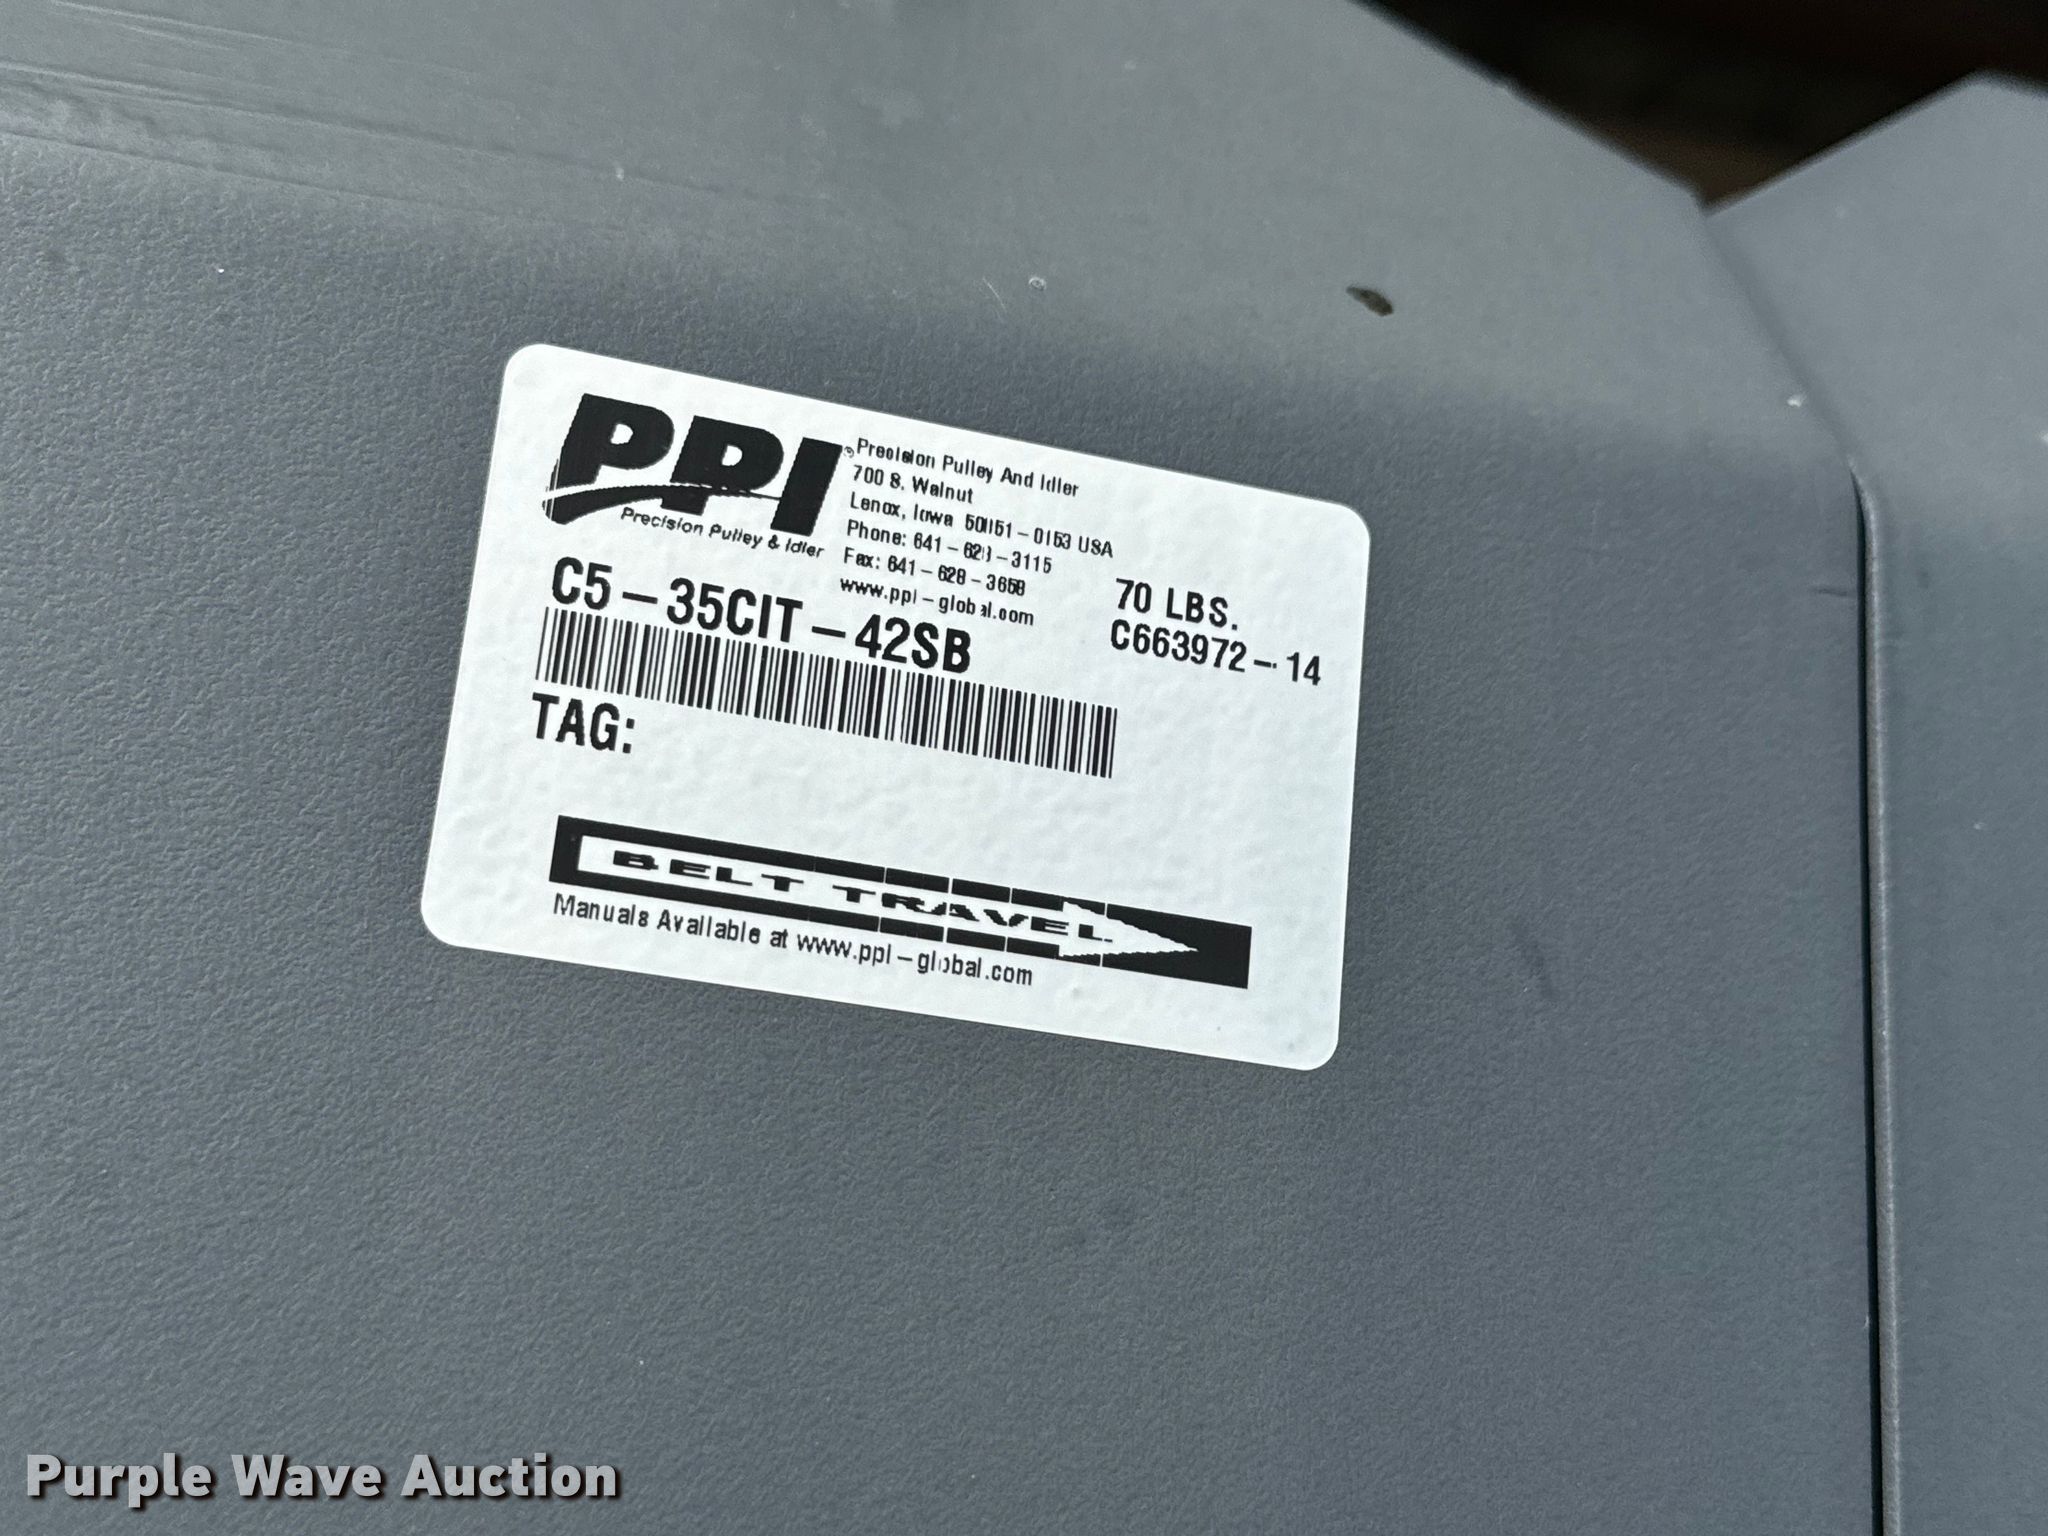 PPI®
Precision Pulley & Idler
Precision Pulley And Idler
700 S. Walnut
Lenox, Iowa 50851-0153 USA
Phone: 641-628-3115
Fax: 641-628-3658
www.ppi-global.com
70 LBS.
C663972-14
C5-35CIT-42SB
TAG:
BELT TRAVEL
Manuals Available at www.ppi-global.com
Purple Wave Auction